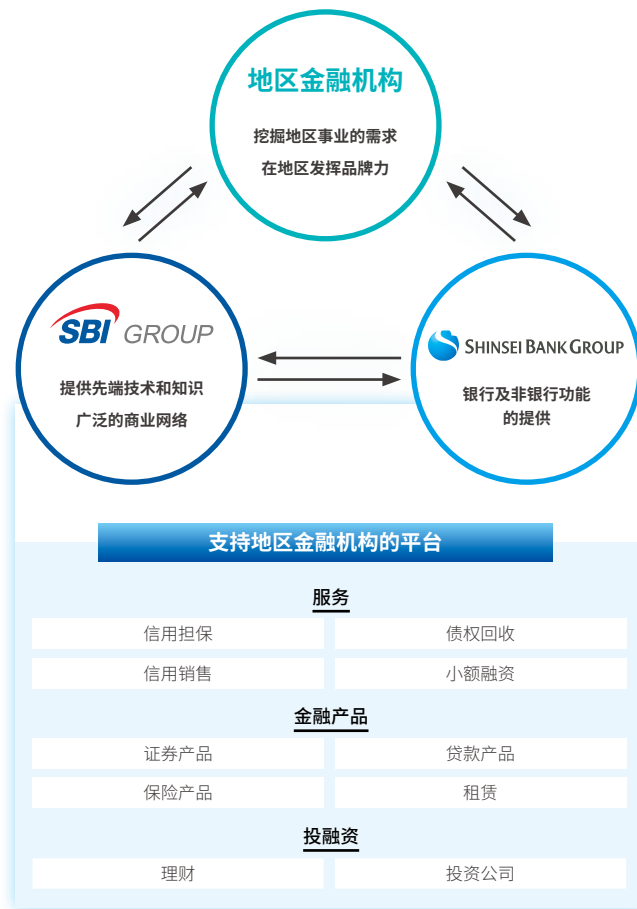 地区金融机构
挖掘地区事业的需求
在地区发挥品牌力
SBI GROUP
提供先端技术和知识
广泛的商业网络
SHINSEI BANK GROUP
银行及非银行功能
的提供
支持地区金融机构的平台
服务
信用担保
债权回收
信用销售
小额融资
金融产品
证券产品
贷款产品
保险产品
租赁
投融资
理财
投资公司